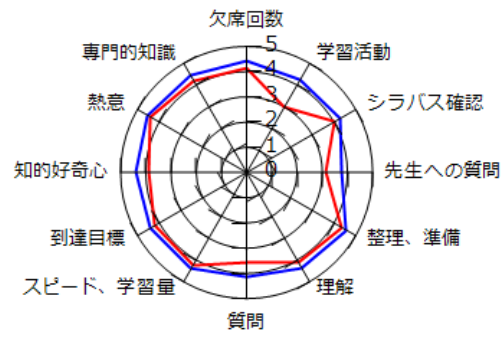 欠席回数
学習活動
シラバス確認
先生への質問
整理、準備
理解
質問
スピード、学習量
到達目標
知的好奇心
熱意
専門的知識
5
4
3
2
1
0